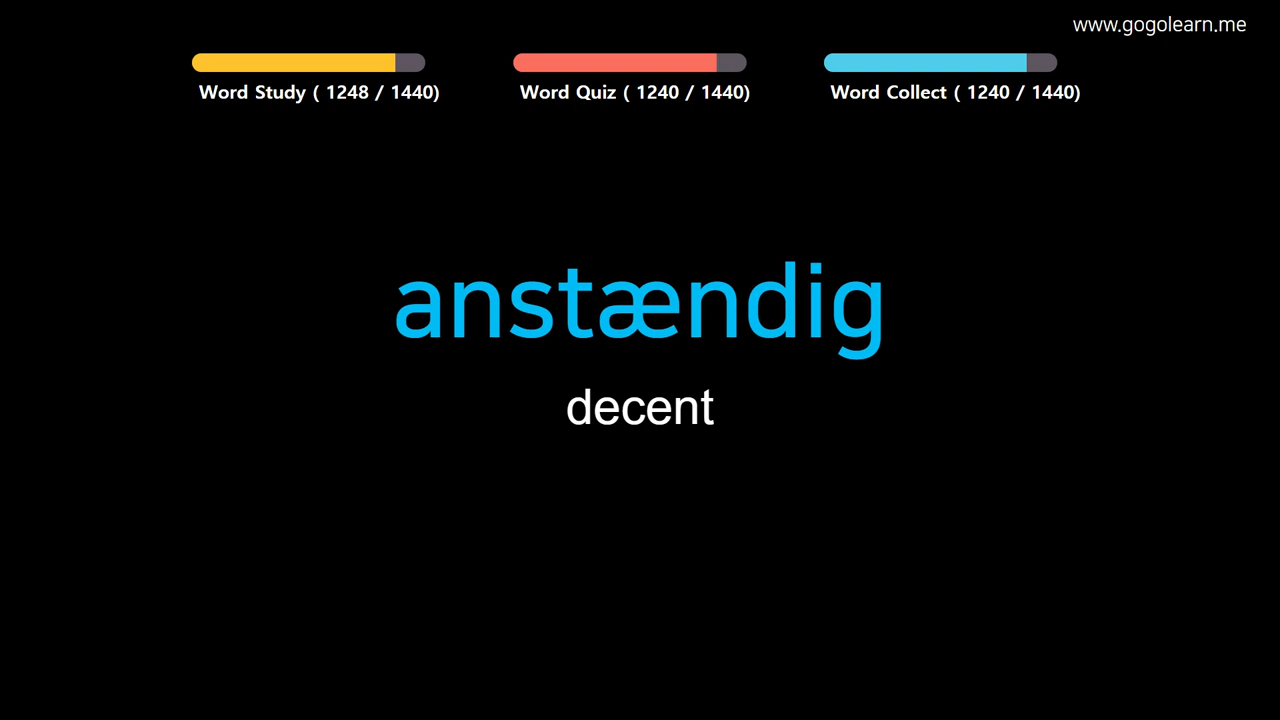 www.gogolearn.me
Word Study ( 1248 / 1440)
Word Quiz ( 1240 / 1440)
Word Collect ( 1240 / 1440)
anstændig
decent